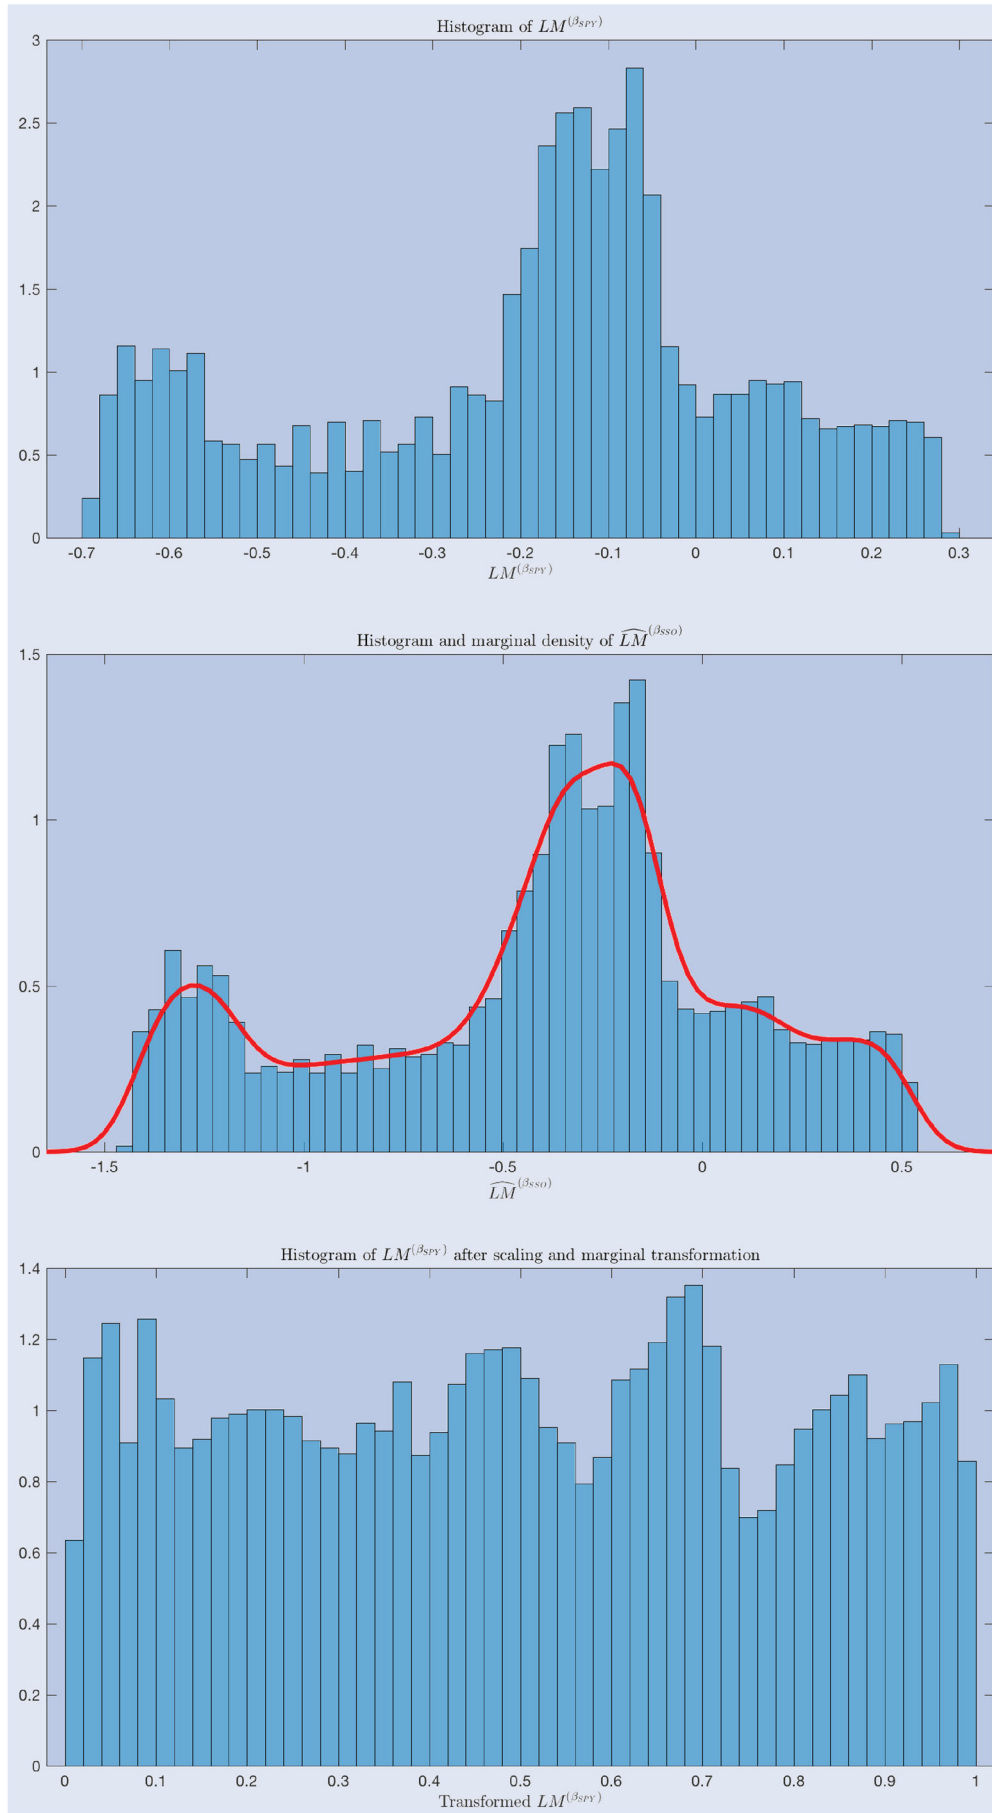 Histogram of LM^(β_SPY)
3
2.5
2
1.5
1
0.5
0
-0.7 -0.6 -0.5 -0.4 -0.3 -0.2 -0.1 0 0.1 0.2 0.3
LM^(β_SPY)
Histogram and marginal density of \widehat{LM}^(β_SSO)
1.5
1
0.5
0
-1.5 -1 -0.5 0 0.5
\widehat{LM}^(β_SSO)
Histogram of LM^(β_SPY) after scaling and marginal transformation
1.4
1.2
1
0.8
0.6
0.4
0.2
0
0 0.1 0.2 0.3 0.4 0.5 0.6 0.7 0.8 0.9 1
Transformed LM^(β_SPY)